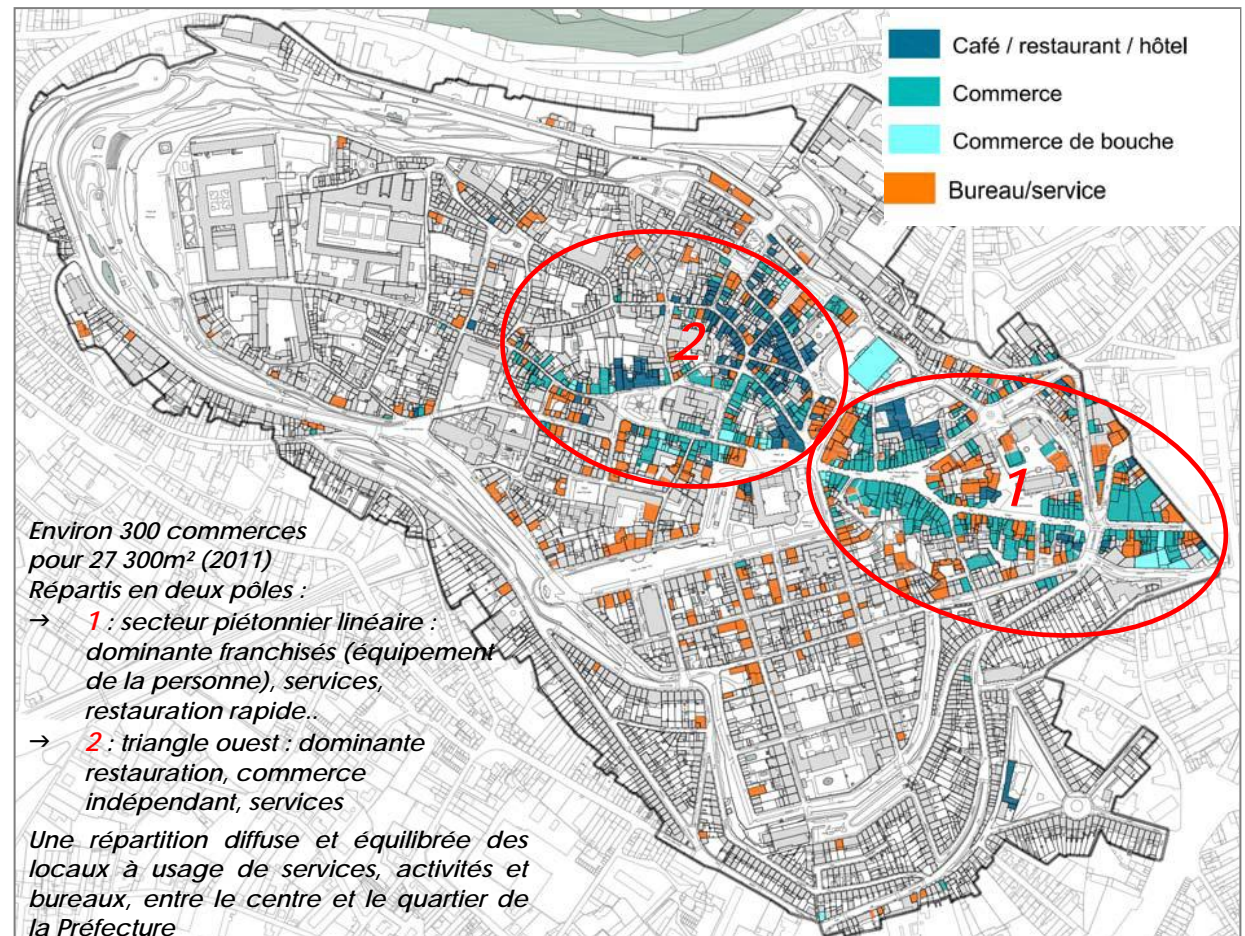 Café / restaurant / hôtel
Commerce
Commerce de bouche
Bureau/service
2
1
Environ 300 commerces
pour 27 300m² (2011)
Répartis en deux pôles :
→ 1 : secteur piétonnier linéaire :
dominante franchisés (équipement
de la personne), services,
restauration rapide..
→ 2 : triangle ouest : dominante
restauration, commerce
indépendant, services
Une répartition diffuse et équilibrée des
locaux à usage de services, activités et
bureaux, entre le centre et le quartier de
la Préfecture